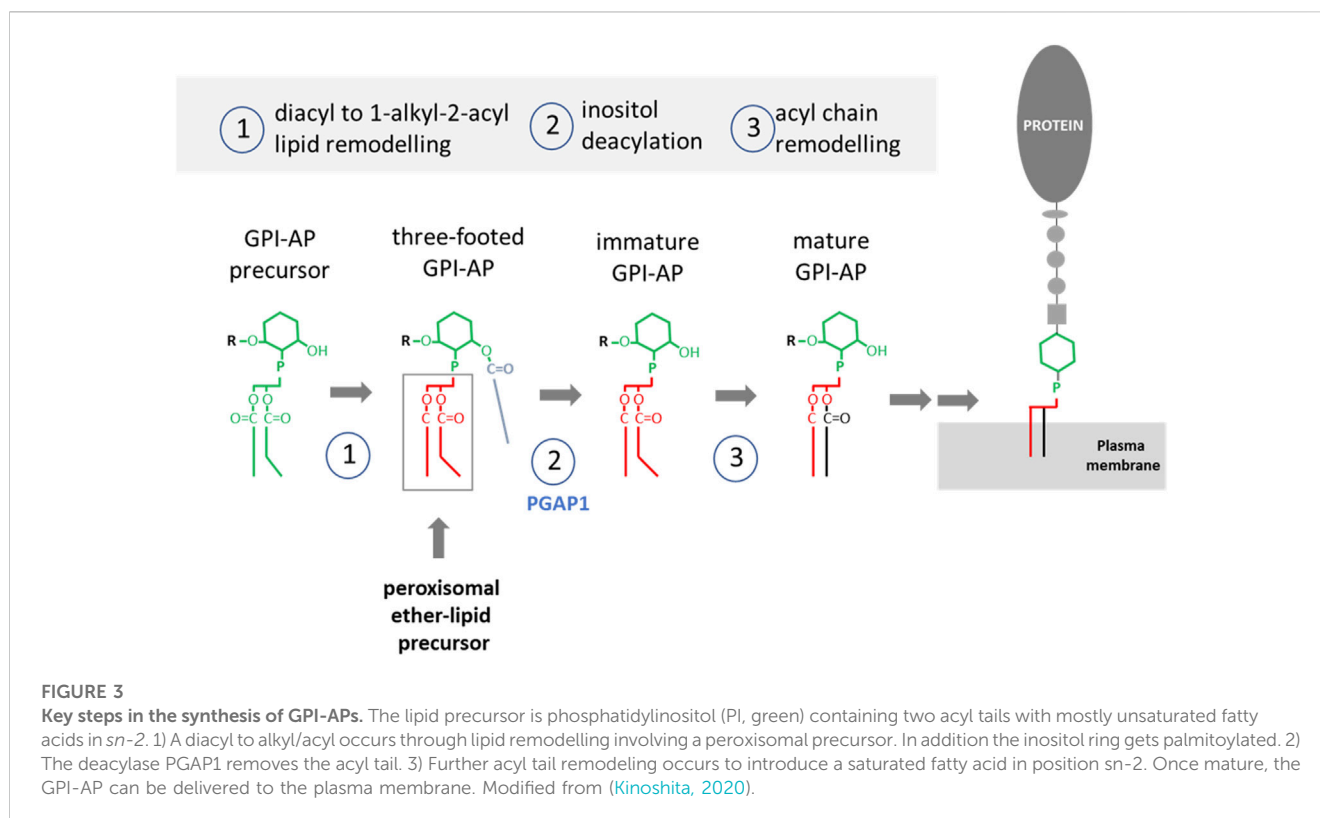 1 diacyl to 1-alkyl-2-acyl lipid remodelling
2 inositol deacylation
3 acyl chain remodelling
PROTEIN
GPI-AP precursor
three-footed GPI-AP
immature GPI-AP
mature GPI-AP
R–O
OH
P
O O
O=C C=O
R–O
O
C=O
P
O O
C C=O
R–O
OH
P
O O
C C=O
R–O
OH
P
O O
C C=O
P
1
2
PGAP1
3
Plasma membrane
peroxisomal ether-lipid precursor
FIGURE 3
Key steps in the synthesis of GPI-APs. The lipid precursor is phosphatidylinositol (PI, green) containing two acyl tails with mostly unsaturated fatty
acids in sn-2. 1) A diacyl to alkyl/acyl occurs through lipid remodelling involving a peroxisomal precursor. In addition the inositol ring gets palmitoylated. 2)
The deacylase PGAP1 removes the acyl tail. 3) Further acyl tail remodeling occurs to introduce a saturated fatty acid in position sn-2. Once mature, the
GPI-AP can be delivered to the plasma membrane. Modified from (Kinoshita, 2020).